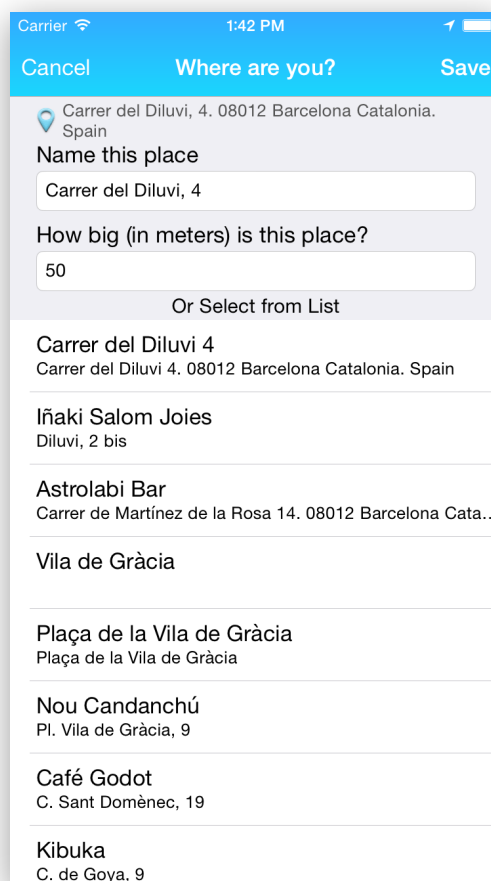 Carrier 1:42 PM
Cancel Where are you? Save
Carrer del Diluvi, 4. 08012 Barcelona Catalonia.
Spain
Name this place
Carrer del Diluvi, 4
How big (in meters) is this place?
50
Or Select from List
Carrer del Diluvi 4
Carrer del Diluvi 4. 08012 Barcelona Catalonia. Spain
Iñaki Salom Joies
Diluvi, 2 bis
Astrolabi Bar
Carrer de Martínez de la Rosa 14. 08012 Barcelona Cata…
Vila de Gràcia
Plaça de la Vila de Gràcia
Plaça de la Vila de Gràcia
Nou Candanchú
Pl. Vila de Gràcia, 9
Café Godot
C. Sant Domènec, 19
Kibuka
C. de Goya, 9